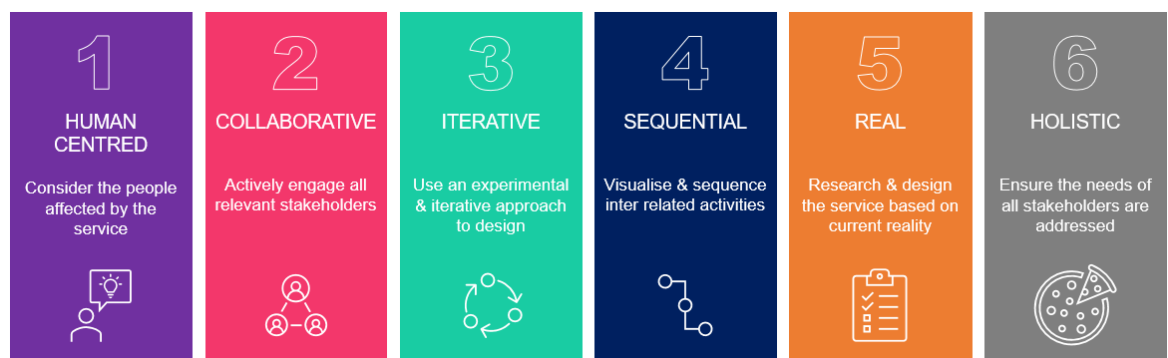 1
HUMAN
CENTRED
Consider the people
affected by the
service
2
COLLABORATIVE
Actively engage all
relevant stakeholders
3
ITERATIVE
Use an experimental
& iterative approach
to design
4
SEQUENTIAL
Visualise & sequence
inter related activities
5
REAL
Research & design
the service based on
current reality
6
HOLISTIC
Ensure the needs of
all stakeholders are
addressed